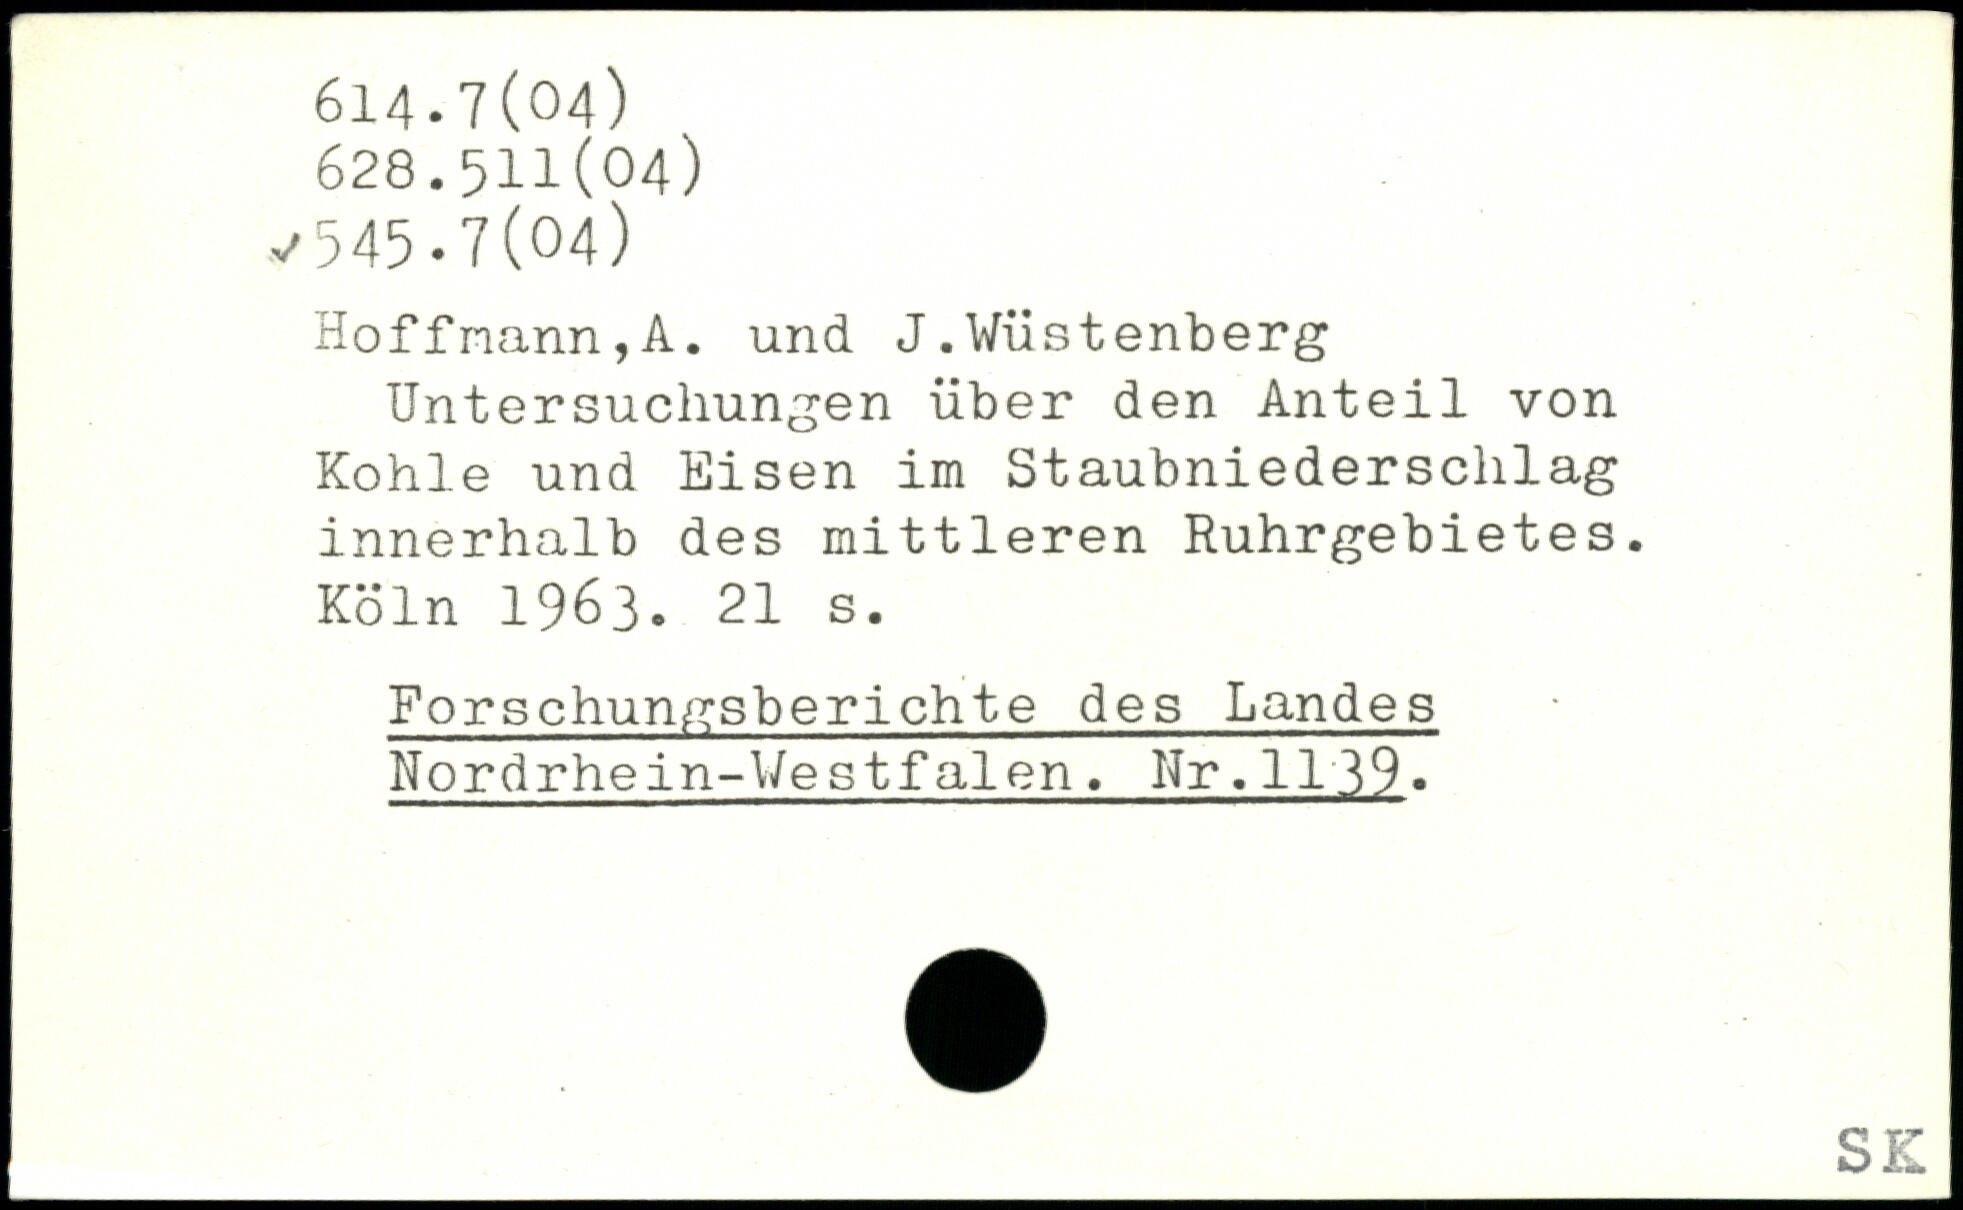 614.7(04)
628.511(04)
✓545.7(04)
Hoffmann,A. und J.Wüstenberg
Untersuchungen über den Anteil von
Kohle und Eisen im Staubniederschlag
innerhalb des mittleren Ruhrgebietes.
Köln 1963. 21 s.
Forschungsberichte des Landes
Nordrhein-Westfalen. Nr.1139.
SK